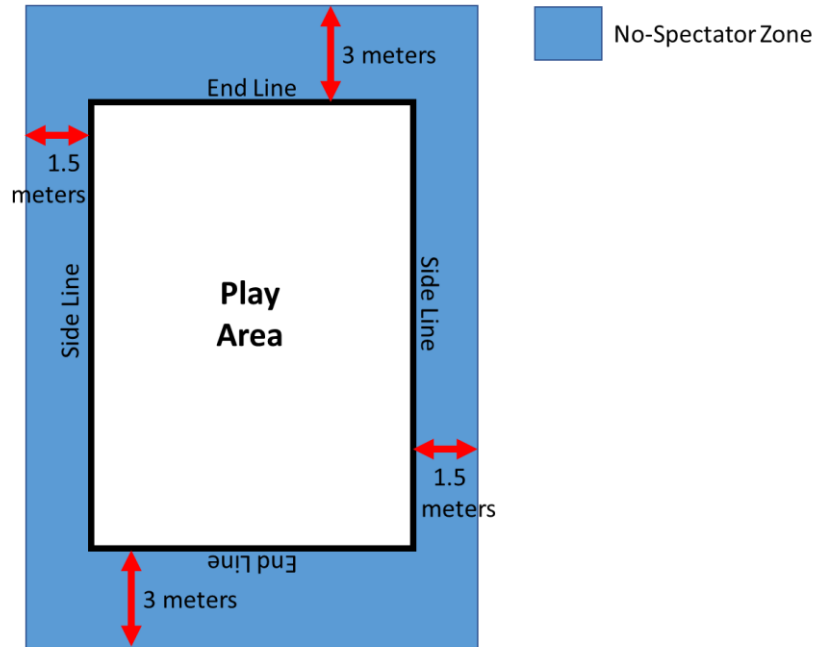 No-Spectator Zone
3 meters
End Line
1.5
meters
Side Line
Play
Area
Side Line
1.5
meters
End Line
3 meters